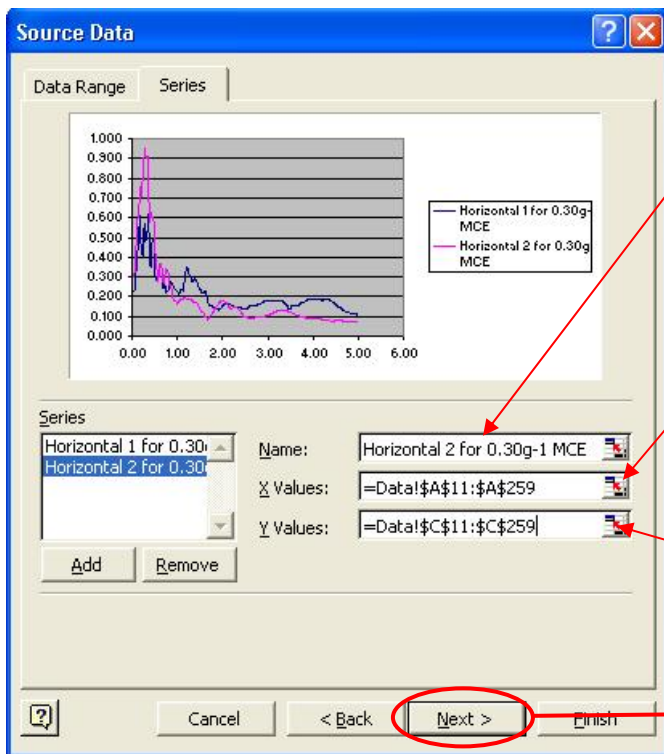 Source Data
Data Range Series
1.000
0.900
0.800
0.700
0.600
0.500
0.400
0.300
0.200
0.100
0.000
0.00 1.00 2.00 3.00 4.00 5.00 6.00
Horizontal 1 for 0.30g-
MCE
Horizontal 2 for 0.30g
MCE
Series
Horizontal 1 for 0.30
Horizontal 2 for 0.30
Name: Horizontal 2 for 0.30g-1 MCE
X Values: =Data!$A$11:$A$259
Y Values: =Data!$C$11:$C$259
Add Remove
Cancel < Back Next > Finish